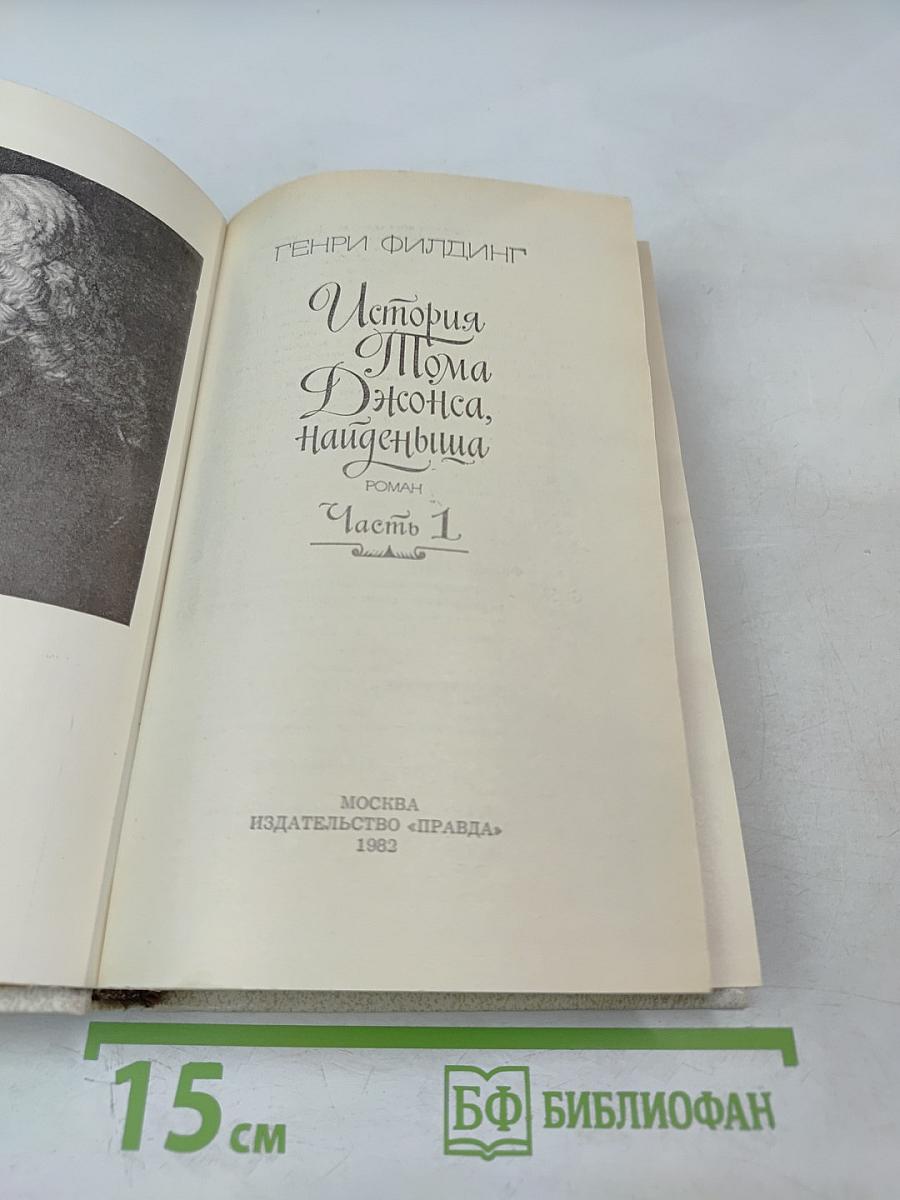 ГЕНРИ ФИЛДИНГ
История
Тома
Джонса,
найденыша
РОМАН
Часть 1
МОСКВА
ИЗДАТЕЛЬСТВО «ПРАВДА»
1982
15 см
БФ БИБЛИОФАН